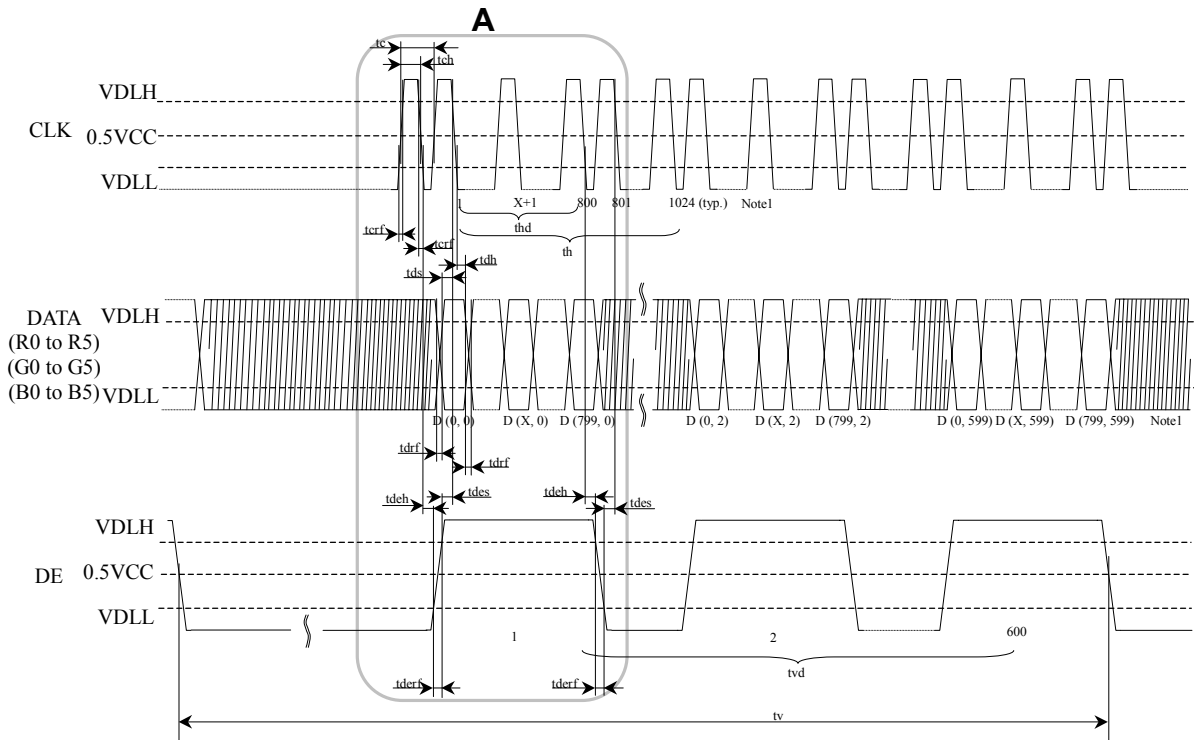 A
tc
tch
VDLH
CLK 0.5VCC
VDLL
1 X+1 800 801 1024 (typ.) Note1
thd
th
tcrf
tcrf
tdh
tds
DATA
(R0 to R5)
(G0 to G5)
(B0 to B5)
VDLH
VDLL
D (0, 0) D (X, 0) D (799, 0) D (0, 2) D (X, 2) D (799, 2) D (0, 599) D (X, 599) D (799, 599) Note1
tdrf
tdrf
tdeh tdes tdeh tdes
VDLH
DE 0.5VCC
VDLL
1 2 600
tvd
tderf tderf
tv